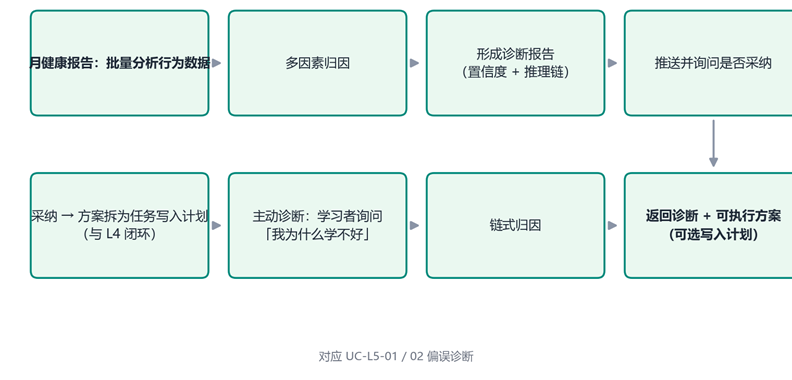 月健康报告：批量分析行为数据
多因素归因
形成诊断报告
（置信度 + 推理链）
推送并询问是否采纳
采纳 → 方案拆为任务写入计划
（与 L4 闭环）
主动诊断：学习者询问
「我为什么学不好」
链式归因
返回诊断 + 可执行方案
（可选写入计划）
对应 UC-L5-01 / 02 偏误诊断